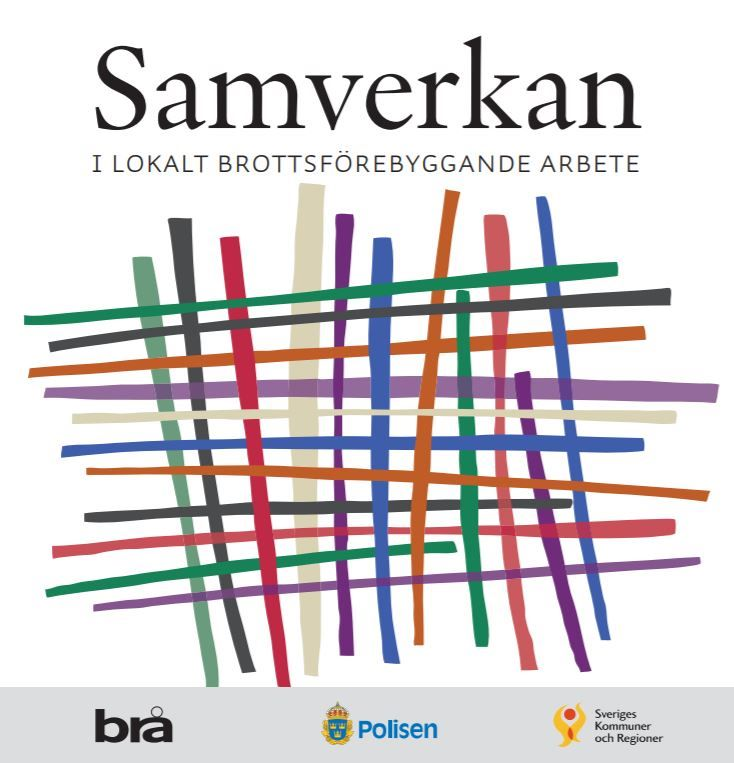 Samverkan
I LOKALT BROTTSFÖREBYGGANDE ARBETE
brå
Polisen
Sveriges
Kommuner
och Regioner